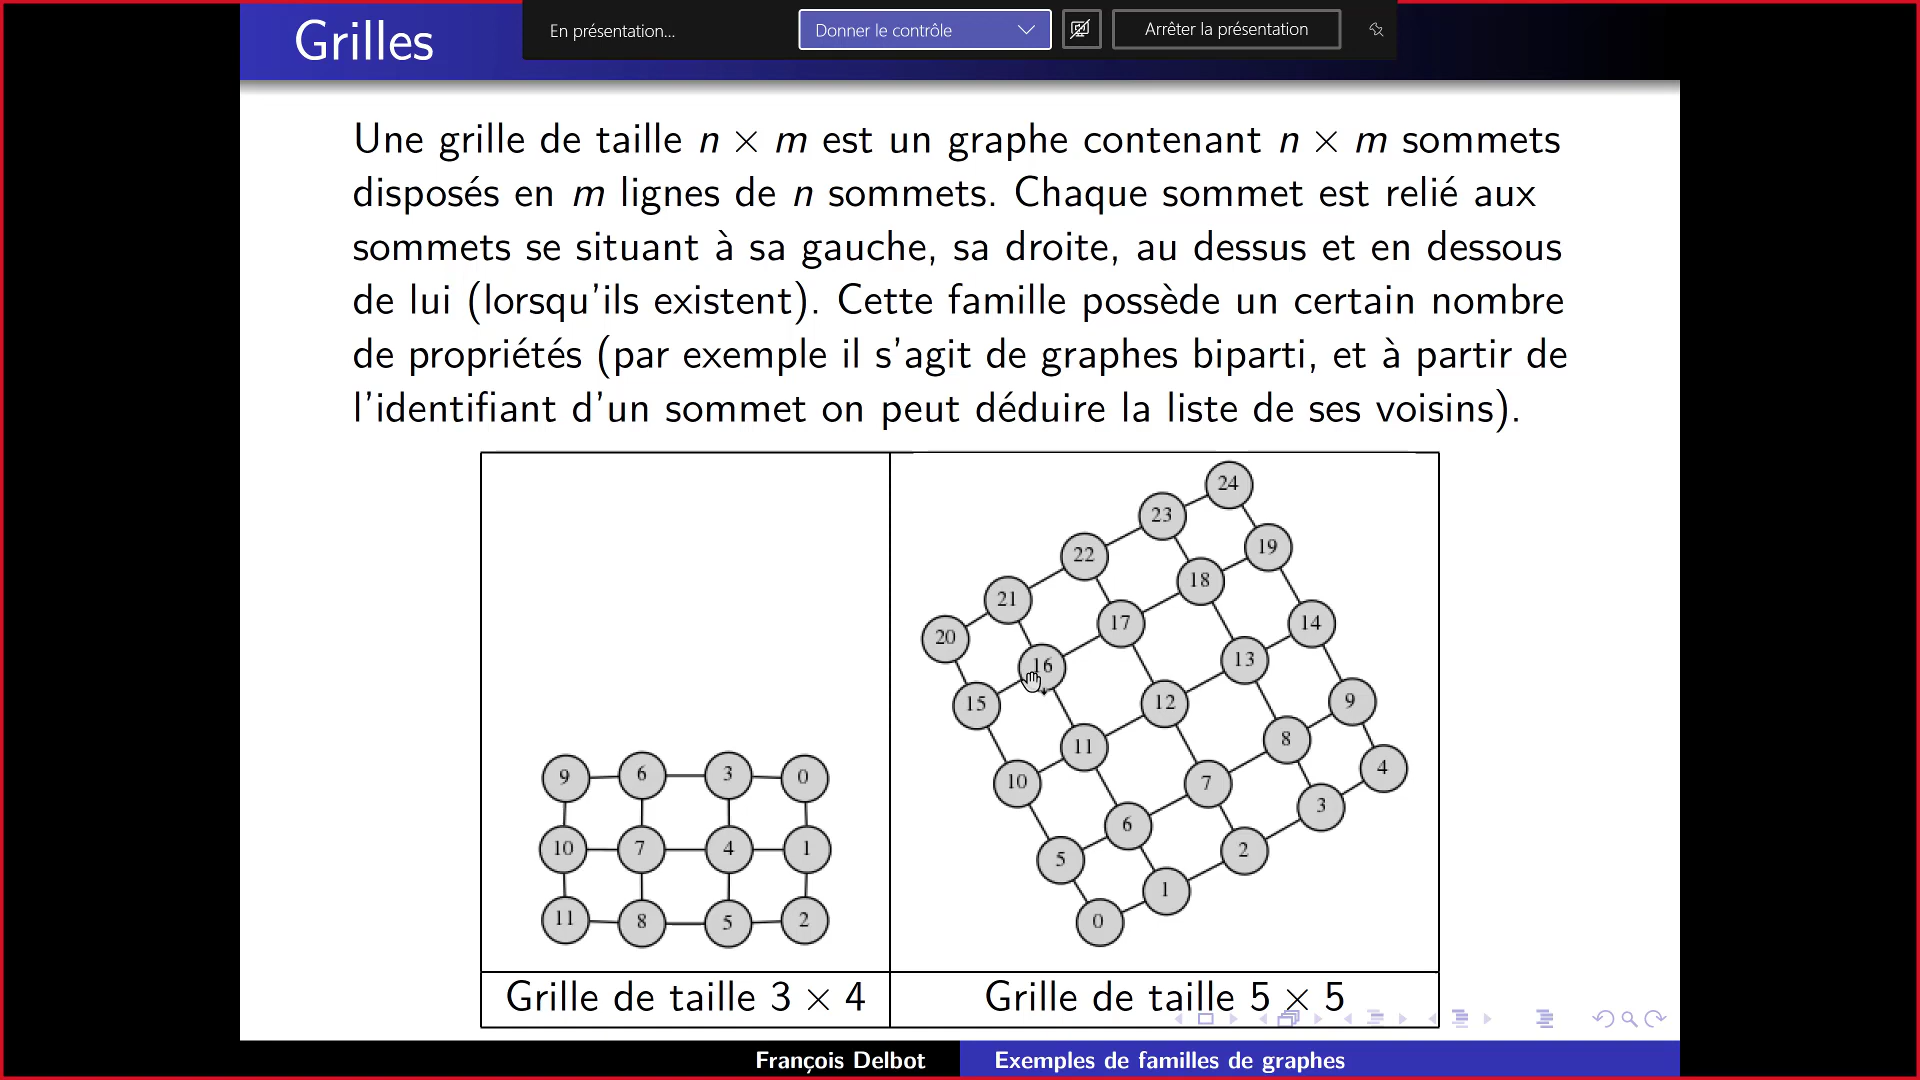 Grilles
En présentation...
Donner le contrôle
Arrêter la présentation
Une grille de taille n × m est un graphe contenant n × m sommets
disposés en m lignes de n sommets. Chaque sommet est relié aux
sommets se situant à sa gauche, sa droite, au dessus et en dessous
de lui (lorsqu'ils existent). Cette famille possède un certain nombre
de propriétés (par exemple il s'agit de graphes biparti, et à partir de
l'identifiant d'un sommet on peut déduire la liste de ses voisins).
9 6 3 0
10 7 4 1
11 8 5 2
24
23
19
22
18
21
17
14
20
16
13
15
12
9
11
8
4
10
7
3
6
2
5
1
0
Grille de taille 3 × 4
Grille de taille 5 × 5
François Delbot
Exemples de familles de graphes